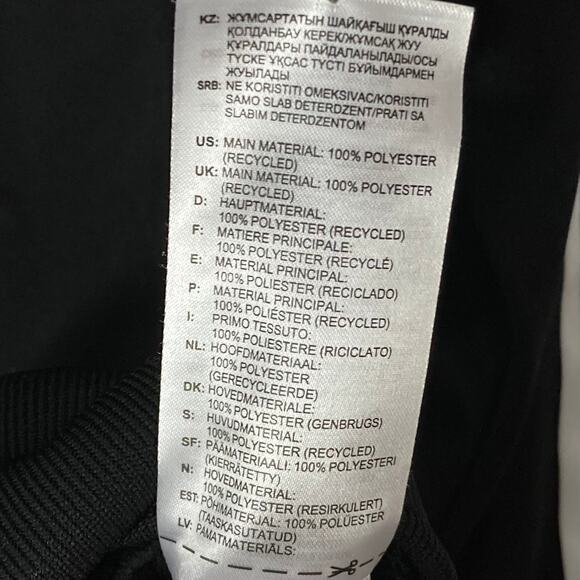 KZ: ЖҰМСАРТАТЫН ШАЙҚАҒЫШ ҚҰРАЛДЫ
ҚОЛДАНБАУ КЕРЕК/ЖҰМСАҚ ЖУУ
ҚҰРАЛДАРЫ ПАЙДАЛАНЫЛАДЫ/ОСЫ
ТҮСКЕ ҰҚСАС ТҮСТІ БҰЙЫМДАРМЕН
ЖУЫЛАДЫ
SRB: NE KORISTITI OMEKSIVAC/KORISTITI
SAMO SLAB DETERDZENT/PRATI SA
SLABIM DETERDZENTOM
US: MAIN MATERIAL: 100% POLYESTER
(RECYCLED)
UK: MAIN MATERIAL: 100% POLYESTER
(RECYCLED)
D: HAUPTMATERIAL:
100% POLYESTER (RECYCLED)
F: MATIERE PRINCIPALE:
100% POLYESTER (RECYCLÉ)
E: MATERIAL PRINCIPAL:
100% POLIESTER (RECICLADO)
P: MATERIAL PRINCIPAL:
100% POLIÉSTER (RECYCLED)
I: PRIMO TESSUTO:
100% POLIESTERE (RICICLATO)
NL: HOOFDMATERIAAL:
100% POLYESTER
(GERECYCLEERDE)
DK: HOVEDMATERIALE:
100% POLYESTER (GENBRUGS)
S: HUVUDMATERIAL:
100% POLYESTER (RECYCLED)
SF: PÄÄMATERIAALI: 100% POLYESTERI
(KIERRÄTETTY)
N: HOVEDMATERIAL:
100% POLYESTER (RESIRKULERT)
EST: PÕHIMATERJAL: 100% POLÜESTER
(TAASKASUTATUD)
LV: PAMATMATERIĀLS: